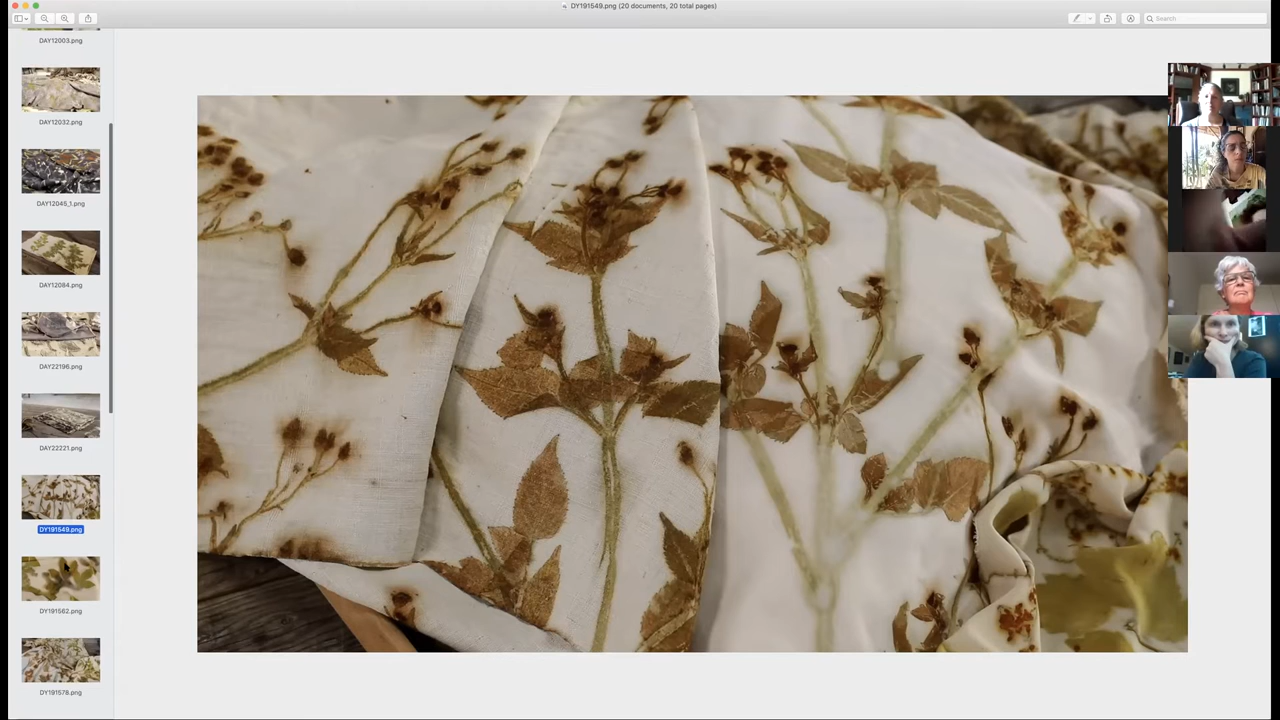 DY191549.png (20 documents, 20 total pages)
Search
DAY12003.png
DAY12032.png
DAY12045_1.png
DAY12084.png
DAY22196.png
DAY22221.png
DY191549.png
DY191562.png
DY191578.png